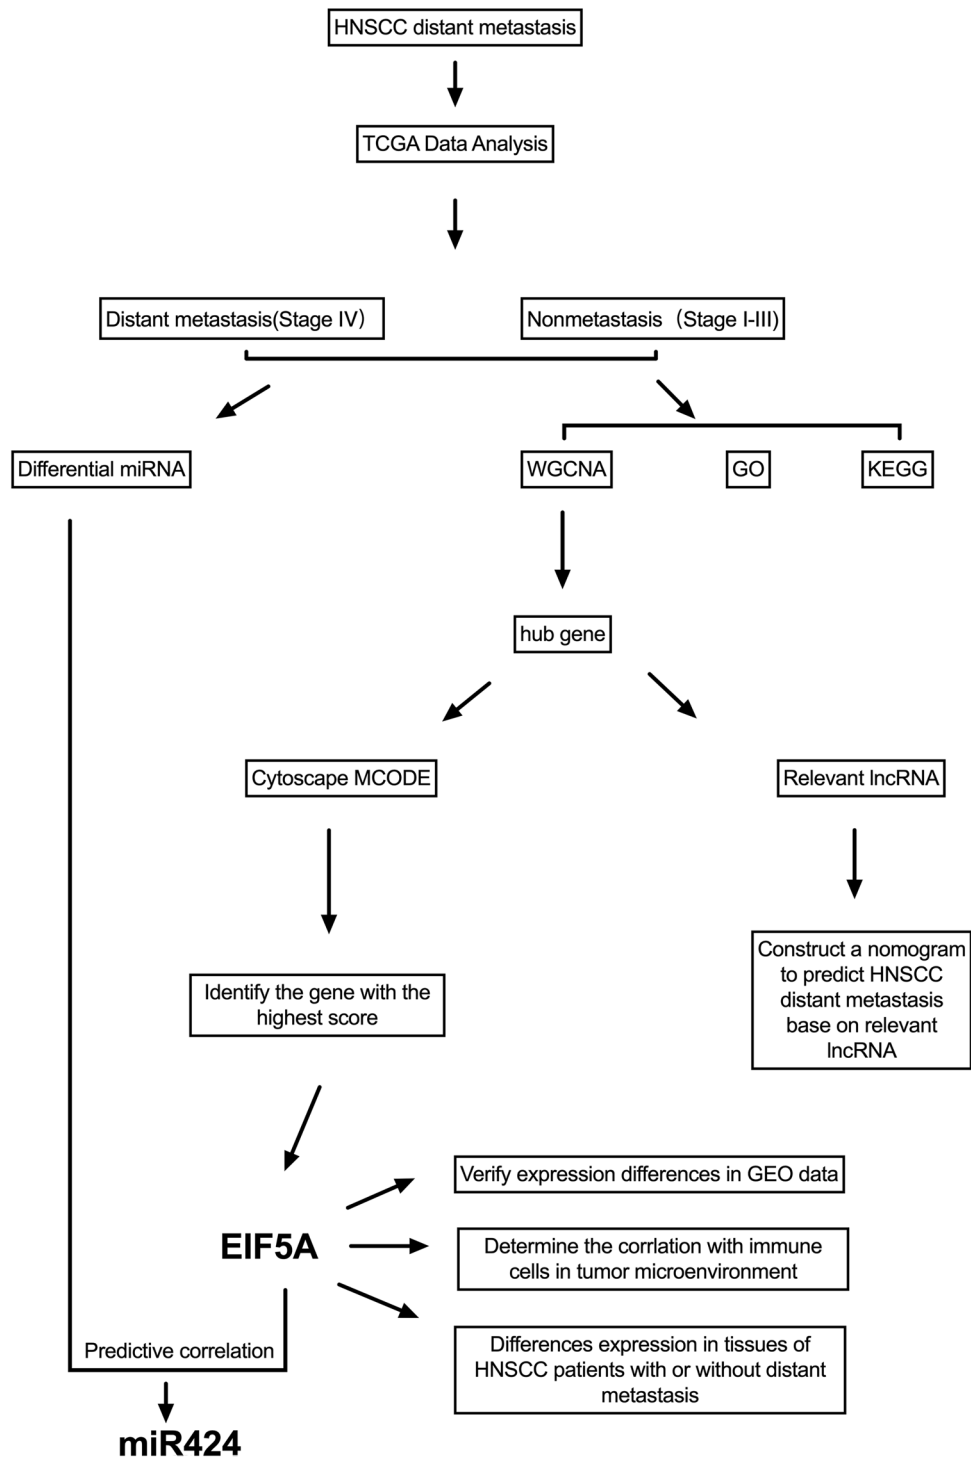 HNSCC distant metastasis
TCGA Data Analysis
Distant metastasis(Stage IV）
Nonmetastasis（Stage I-III)
Differential miRNA
WGCNA
GO
KEGG
hub gene
Cytoscape MCODE
Relevant lncRNA
Identify the gene with the
highest score
Construct a nomogram
to predict HNSCC
distant metastasis
base on relevant
lncRNA
EIF5A
Verify expression differences in GEO data
Determine the corrlation with immune
cells in tumor microenvironment
Differences expression in tissues of
HNSCC patients with or without distant
metastasis
Predictive correlation
miR424